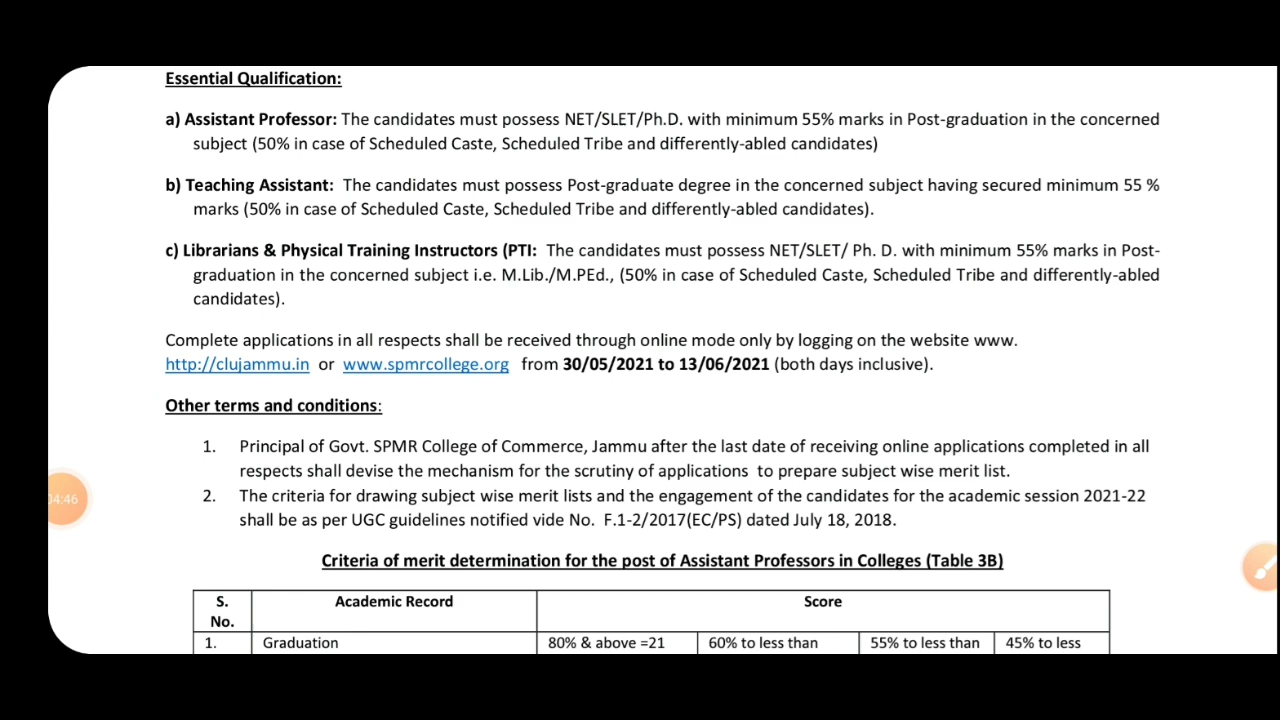 Essential Qualification:
a) Assistant Professor: The candidates must possess NET/SLET/Ph.D. with minimum 55% marks in Post-graduation in the concerned
subject (50% in case of Scheduled Caste, Scheduled Tribe and differently-abled candidates)
b) Teaching Assistant: The candidates must possess Post-graduate degree in the concerned subject having secured minimum 55 %
marks (50% in case of Scheduled Caste, Scheduled Tribe and differently-abled candidates).
c) Librarians & Physical Training Instructors (PTI: The candidates must possess NET/SLET/ Ph. D. with minimum 55% marks in Post-
graduation in the concerned subject i.e. M.Lib./M.PEd., (50% in case of Scheduled Caste, Scheduled Tribe and differently-abled
candidates).
Complete applications in all respects shall be received through online mode only by logging on the website www.
http://clujammu.in or www.spmrcollege.org from 30/05/2021 to 13/06/2021 (both days inclusive).
Other terms and conditions:
1. Principal of Govt. SPMR College of Commerce, Jammu after the last date of receiving online applications completed in all
respects shall devise the mechanism for the scrutiny of applications to prepare subject wise merit list.
04:46
2. The criteria for drawing subject wise merit lists and the engagement of the candidates for the academic session 2021-22
shall be as per UGC guidelines notified vide No. F.1-2/2017(EC/PS) dated July 18, 2018.
Criteria of merit determination for the post of Assistant Professors in Colleges (Table 3B)
S. No. Academic Record Score
1. Graduation 80% & above =21 60% to less than 55% to less than 45% to less